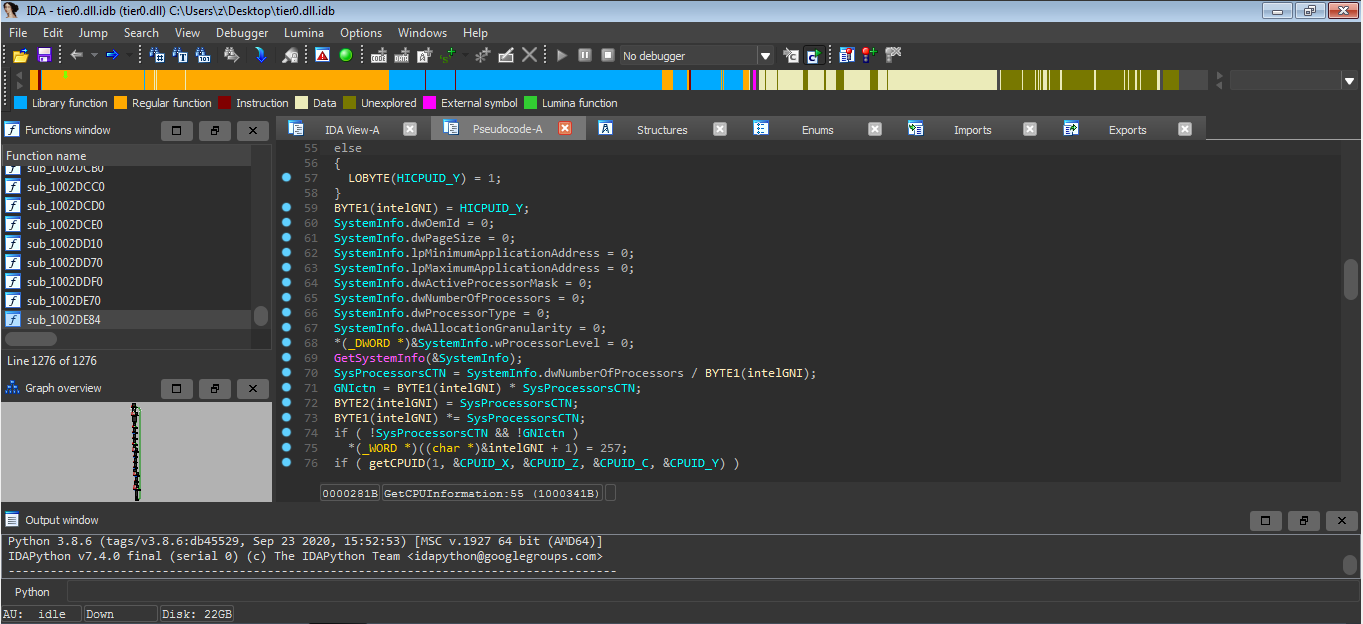 IDA - tier0.dll.idb (tier0.dll) C:\Users\z\Desktop\tier0.dll.idb
File Edit Jump Search View Debugger Lumina Options Windows Help
No debugger
Library function Regular function Instruction Data Unexplored External symbol Lumina function
Functions window
Function name
sub_1002DCB0
sub_1002DCC0
sub_1002DCD0
sub_1002DCE0
sub_1002DD10
sub_1002DD70
sub_1002DDF0
sub_1002DE70
sub_1002DE84
Line 1276 of 1276
Graph overview
IDA View-A Pseudocode-A Structures Enums Imports Exports
55 else
56 {
57 LOBYTE(HICPUID_Y) = 1;
58 }
59 BYTE1(intelGNI) = HICPUID_Y;
60 SystemInfo.dwOemId = 0;
61 SystemInfo.dwPageSize = 0;
62 SystemInfo.lpMinimumApplicationAddress = 0;
63 SystemInfo.lpMaximumApplicationAddress = 0;
64 SystemInfo.dwActiveProcessorMask = 0;
65 SystemInfo.dwNumberOfProcessors = 0;
66 SystemInfo.dwProcessorType = 0;
67 SystemInfo.dwAllocationGranularity = 0;
68 *(_DWORD *)&SystemInfo.wProcessorLevel = 0;
69 GetSystemInfo(&SystemInfo);
70 SysProcessorsCTN = SystemInfo.dwNumberOfProcessors / BYTE1(intelGNI);
71 GNIctn = BYTE1(intelGNI) * SysProcessorsCTN;
72 BYTE2(intelGNI) = SysProcessorsCTN;
73 BYTE1(intelGNI) *= SysProcessorsCTN;
74 if ( !SysProcessorsCTN && !GNIctn )
75 *(_WORD *)((char *)&intelGNI + 1) = 257;
76 if ( getCPUID(1, &CPUID_X, &CPUID_Z, &CPUID_C, &CPUID_Y) )
0000281B GetCPUInformation:55 (1000341B)
Output window
Python 3.8.6 (tags/v3.8.6:db45529, Sep 23 2020, 15:52:53) [MSC v.1927 64 bit (AMD64)]
IDAPython v7.4.0 final (serial 0) (c) The IDAPython Team <idapython@googlegroups.com>
Python
AU: idle Down Disk: 22GB